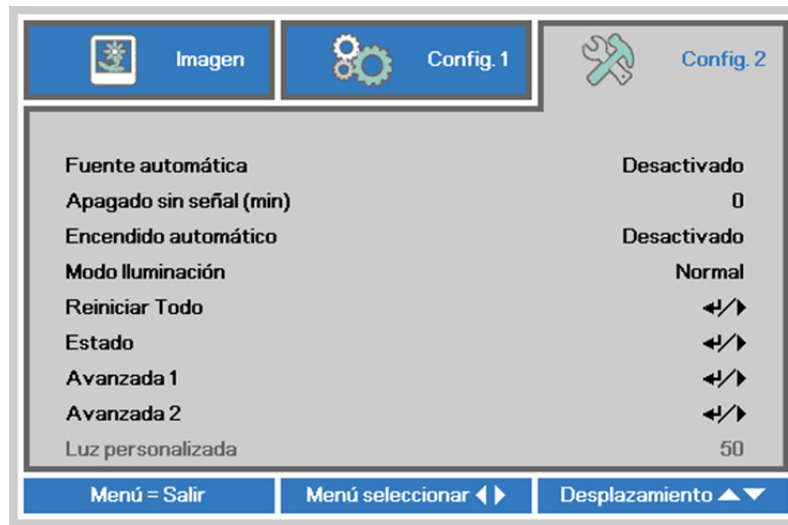 Imagen Config. 1 Config. 2
Fuente automática Desactivado
Apagado sin señal (min) 0
Encendido automático Desactivado
Modo Iluminación Normal
Reiniciar Todo ↵/▶
Estado ↵/▶
Avanzada 1 ↵/▶
Avanzada 2 ↵/▶
Luz personalizada 50
Menú = Salir Menú seleccionar ◀▶ Desplazamiento ▲▼